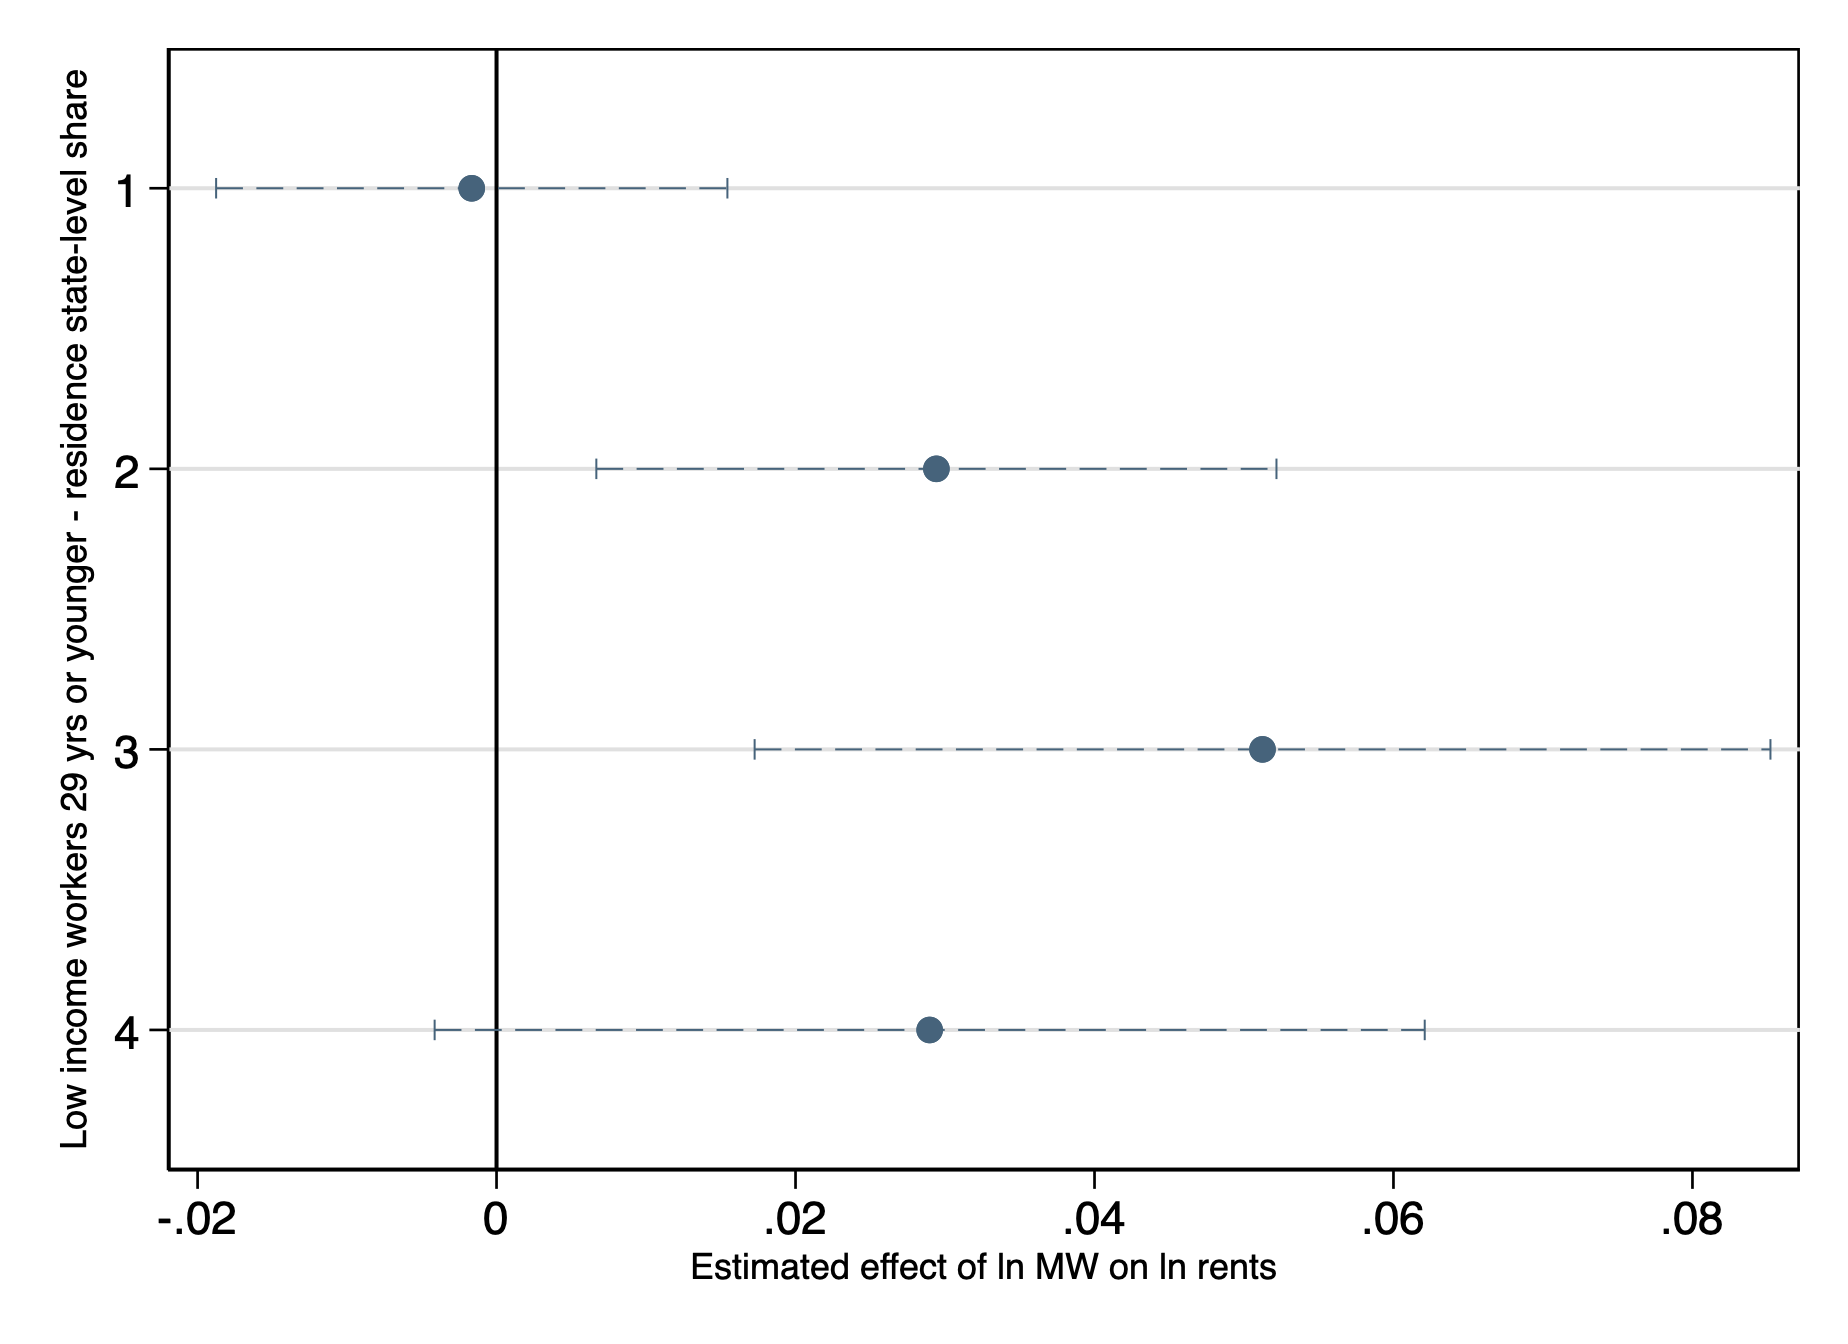 Low income workers 29 yrs or younger - residence state-level share
1
2
3
4
-.02 0 .02 .04 .06 .08
Estimated effect of ln MW on ln rents